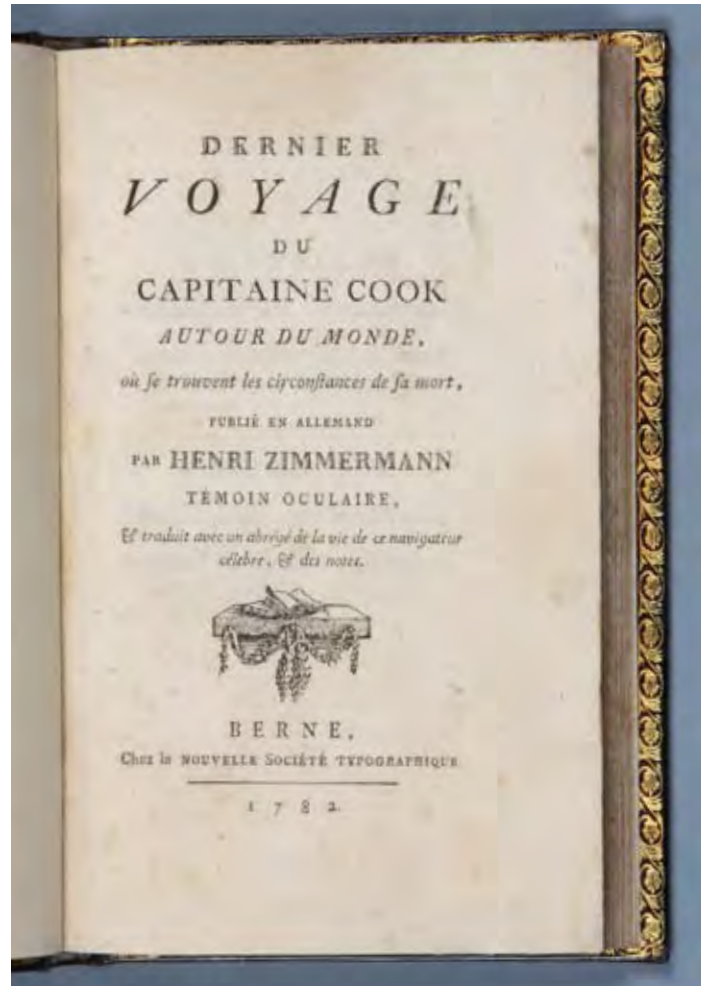 DERNIER
VOYAGE
DU
CAPITAINE COOK
AUTOUR DU MONDE,
où ſe trouvent les circonſtances de ſa mort,
PUBLIÉ EN ALLEMAND
PAR HENRI ZIMMERMANN
TÉMOIN OCULAIRE,
& traduit avec un abrégé de la vie de ce navigateur
célebre, & des notes.
BERNE,
Chez la NOUVELLE SOCIÉTÉ TYPOGRAPHIQUE
1782.